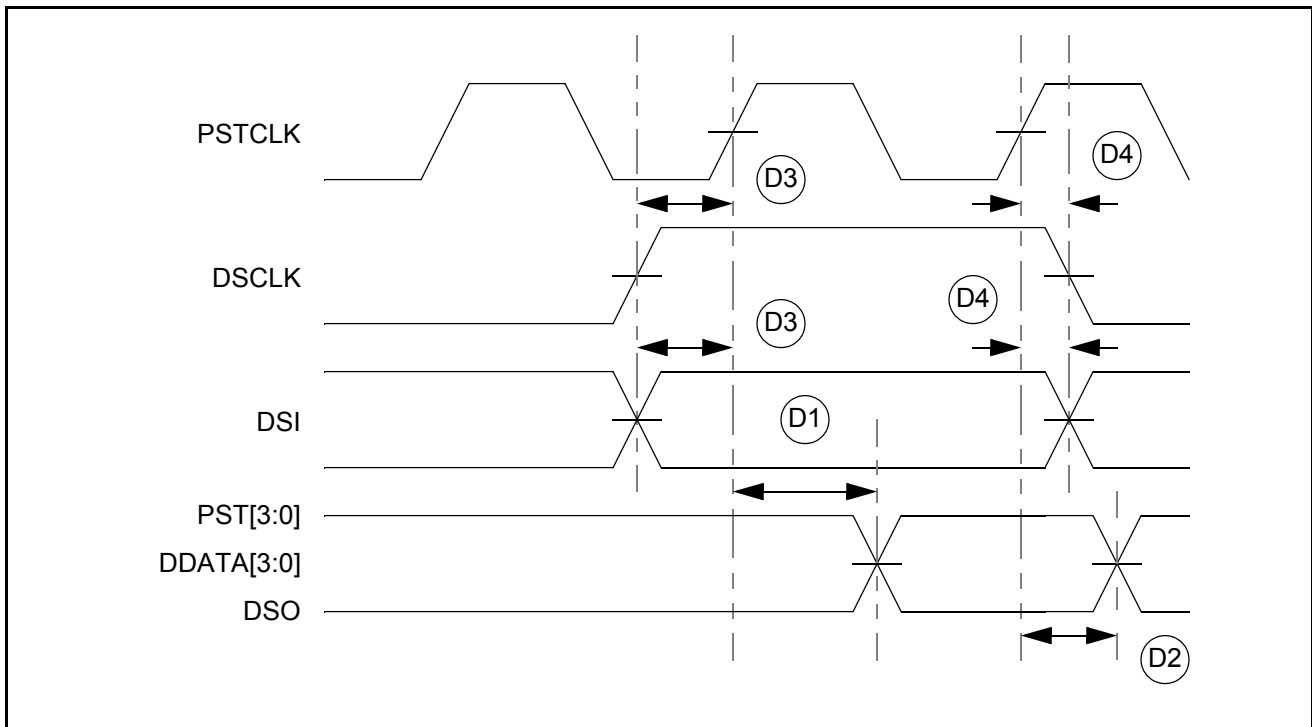 PSTCLK
D4
D3
DSCLK
D4
D3
DSI
D1
PST[3:0]
DDATA[3:0]
DSO
D2